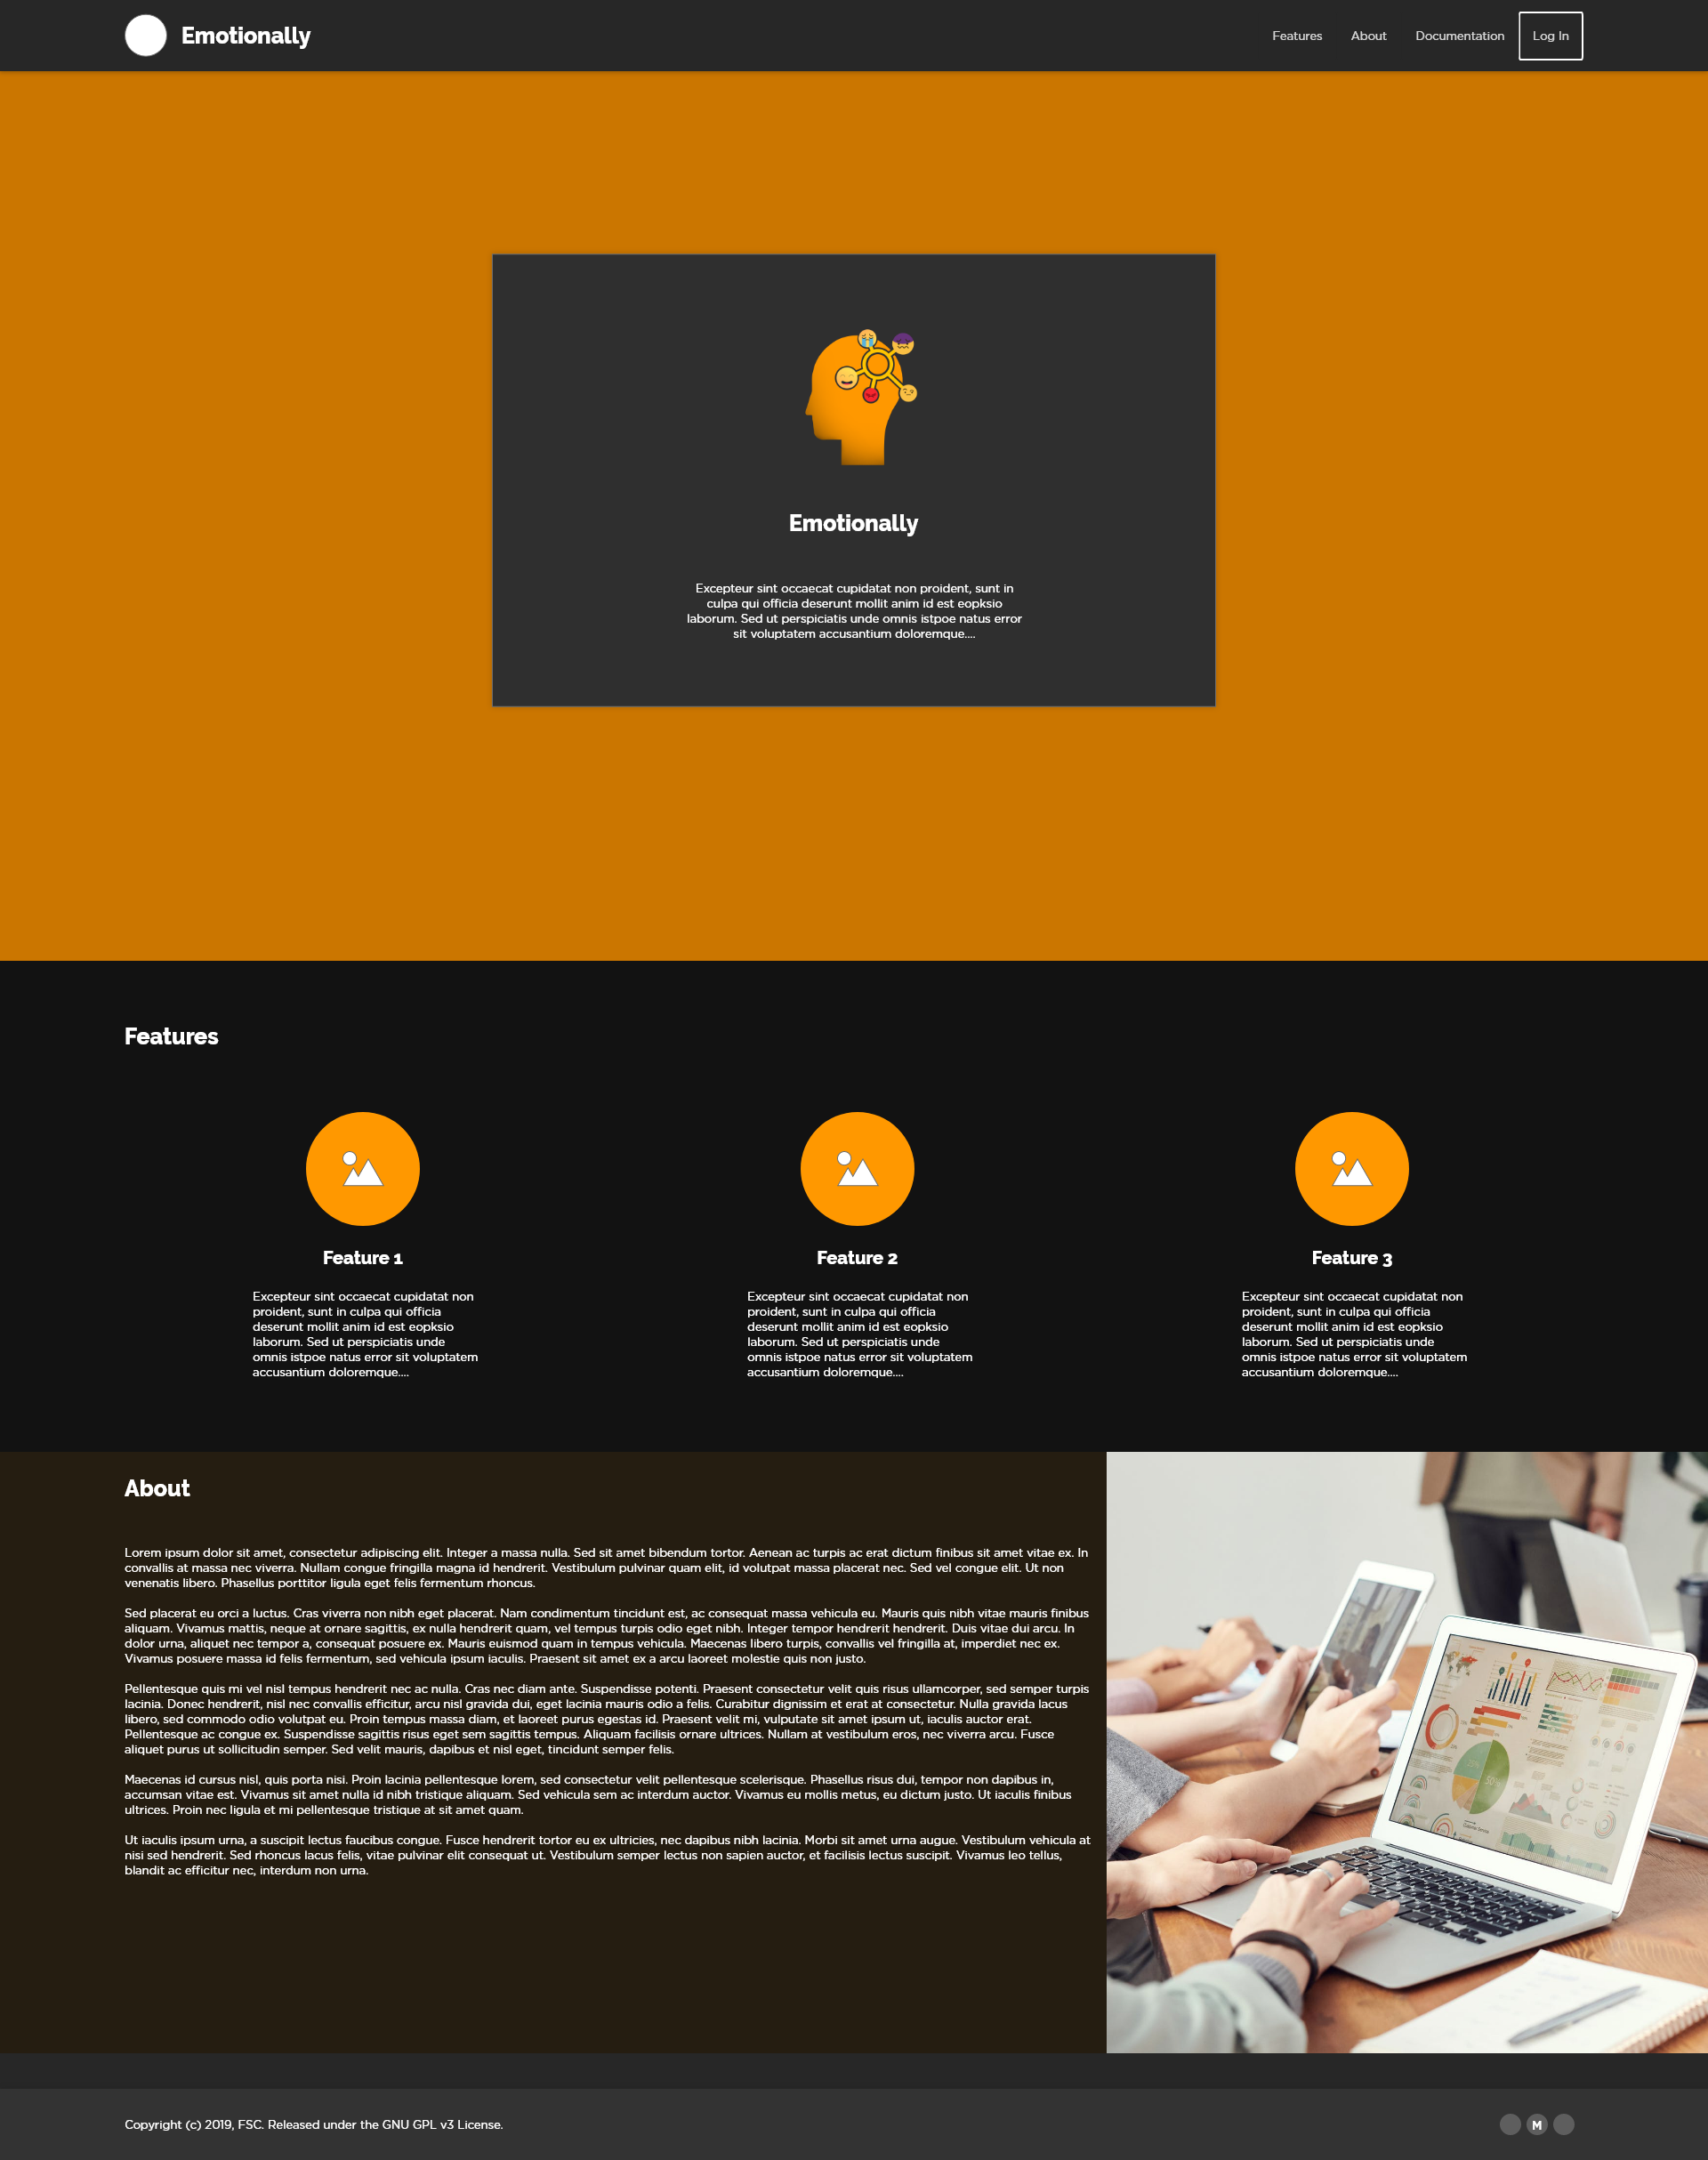 Emotionally
Features About Documentation Log In
Emotionally
Excepteur sint occaecat cupidatat non proident, sunt in
culpa qui officia deserunt mollit anim id est eopksio
laborum. Sed ut perspiciatis unde omnis istpoe natus error
sit voluptatem accusantium doloremque....
Features
Feature 1
Excepteur sint occaecat cupidatat non
proident, sunt in culpa qui officia
deserunt mollit anim id est eopksio
laborum. Sed ut perspiciatis unde
omnis istpoe natus error sit voluptatem
accusantium doloremque....
Feature 2
Excepteur sint occaecat cupidatat non
proident, sunt in culpa qui officia
deserunt mollit anim id est eopksio
laborum. Sed ut perspiciatis unde
omnis istpoe natus error sit voluptatem
accusantium doloremque....
Feature 3
Excepteur sint occaecat cupidatat non
proident, sunt in culpa qui officia
deserunt mollit anim id est eopksio
laborum. Sed ut perspiciatis unde
omnis istpoe natus error sit voluptatem
accusantium doloremque....
About
Lorem ipsum dolor sit amet, consectetur adipiscing elit. Integer a massa nulla. Sed sit amet bibendum tortor. Aenean ac turpis ac erat dictum finibus sit amet vitae ex. In
convallis at massa nec viverra. Nullam congue fringilla magna id hendrerit. Vestibulum pulvinar quam elit, id volutpat massa placerat nec. Sed vel congue elit. Ut non
venenatis libero. Phasellus porttitor ligula eget felis fermentum rhoncus.
Sed placerat eu orci a luctus. Cras viverra non nibh eget placerat. Nam condimentum tincidunt est, ac consequat massa vehicula eu. Mauris quis nibh vitae mauris finibus
aliquam. Vivamus mattis, neque at ornare sagittis, ex nulla hendrerit quam, vel tempus turpis odio eget nibh. Integer tempor hendrerit hendrerit. Duis vitae dui arcu. In
dolor urna, aliquet nec tempor a, consequat posuere ex. Mauris euismod quam in tempus vehicula. Maecenas libero turpis, convallis vel fringilla at, imperdiet nec ex.
Vivamus posuere massa id felis fermentum, sed vehicula ipsum iaculis. Praesent sit amet ex a arcu laoreet molestie quis non justo.
Pellentesque quis mi vel nisl tempus hendrerit nec ac nulla. Cras nec diam ante. Suspendisse potenti. Praesent consectetur velit quis risus ullamcorper, sed semper turpis
lacinia. Donec hendrerit, nisl nec convallis efficitur, arcu nisl gravida dui, eget lacinia mauris odio a felis. Curabitur dignissim et erat at consectetur. Nulla gravida lacus
libero, sed commodo odio volutpat eu. Proin tempus massa diam, et laoreet purus egestas id. Praesent velit mi, vulputate sit amet ipsum ut, iaculis auctor erat.
Pellentesque ac congue ex. Suspendisse sagittis risus eget sem sagittis tempus. Aliquam facilisis ornare ultrices. Nullam at vestibulum eros, nec viverra arcu. Fusce
aliquet purus ut sollicitudin semper. Sed velit mauris, dapibus et nisl eget, tincidunt semper felis.
Maecenas id cursus nisl, quis porta nisi. Proin lacinia pellentesque lorem, sed consectetur velit pellentesque scelerisque. Phasellus risus dui, tempor non dapibus in,
accumsan vitae est. Vivamus sit amet nulla id nibh tristique aliquam. Sed vehicula sem ac interdum auctor. Vivamus eu mollis metus, eu dictum justo. Ut iaculis finibus
ultrices. Proin nec ligula et mi pellentesque tristique at sit amet quam.
Ut iaculis ipsum urna, a suscipit lectus faucibus congue. Fusce hendrerit tortor eu ex ultricies, nec dapibus nibh lacinia. Morbi sit amet urna augue. Vestibulum vehicula at
nisi sed hendrerit. Sed rhoncus lacus felis, vitae pulvinar elit consequat ut. Vestibulum semper lectus non sapien auctor, et facilisis lectus suscipit. Vivamus leo tellus,
blandit ac efficitur nec, interdum non urna.
Copyright (c) 2019, FSC. Released under the GNU GPL v3 License.
M